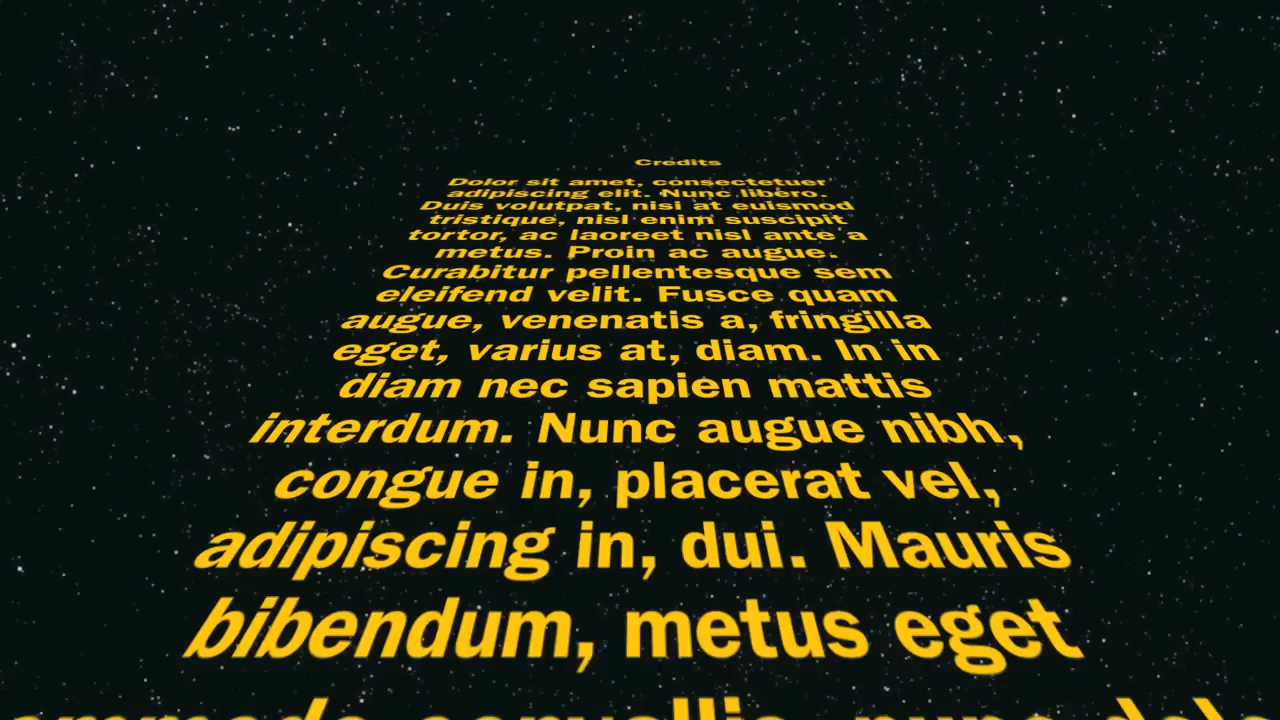 Credits
Dolor sit amet, consectetuer
adipiscing elit. Nunc libero.
Duis volutpat, nisi at euismod
tristique, nisl enim suscipit
tortor, ac laoreet nisl ante a
metus. Proin ac augue.
Curabitur pellentesque sem
eleifend velit. Fusce quam
augue, venenatis a, fringilla
eget, varius at, diam. In in
diam nec sapien mattis
interdum. Nunc augue nibh,
congue in, placerat vel,
adipiscing in, dui. Mauris
bibendum, metus eget